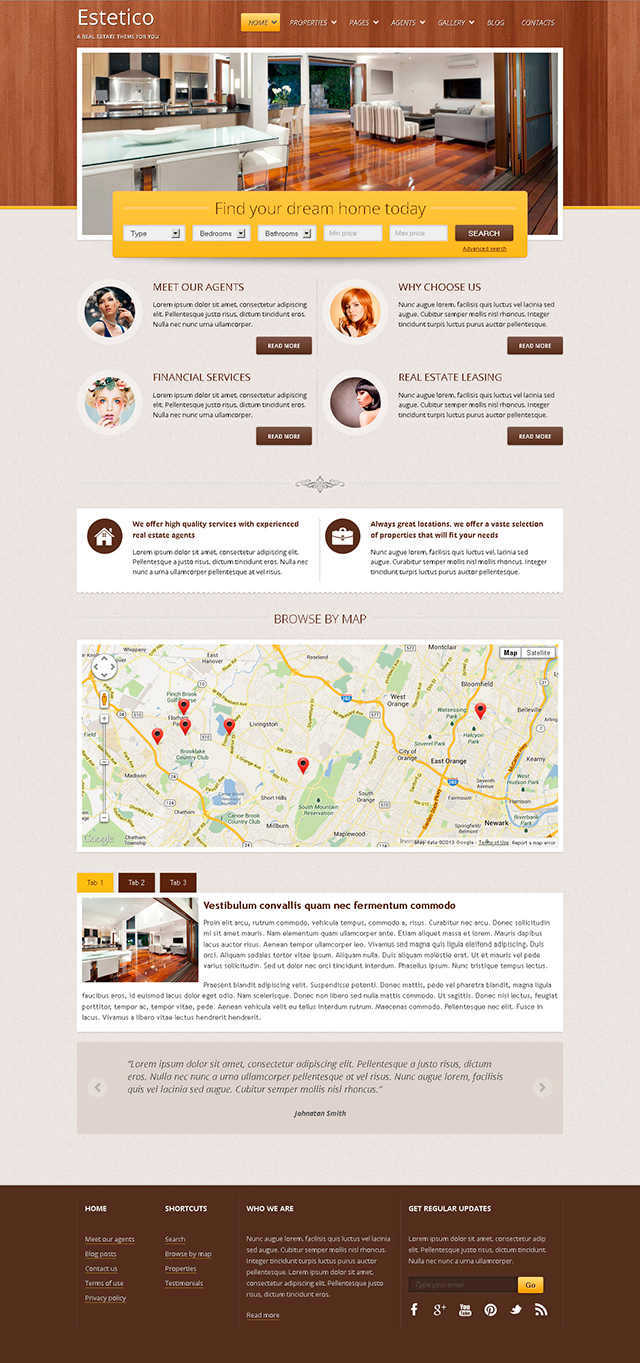 Estetico
A REAL ESTATE THEME FOR YOU
HOME PROPERTIES PAGES AGENTS GALLERY BLOG CONTACTS
Find your dream home today
Type Bedrooms Bathrooms Min price Max price SEARCH
Advanced search
MEET OUR AGENTS
Lorem ipsum dolor sit amet, consectetur adipiscing
elit. Pellentesque justo risus, dictum tincidunt eros.
Nulla nec nunc urna ullamcorper.
READ MORE
WHY CHOOSE US
Nunc augue lorem, facilisis quis luctus vel lacinia sed
augue. Cubitur semper mollis nisl rhoncus. Integer
tincidunt turpis luctus purus auctor pellentesque.
READ MORE
FINANCIAL SERVICES
Lorem ipsum dolor sit amet, consectetur adipiscing
elit. Pellentesque justo risus, dictum tincidunt eros.
Nulla nec nunc urna ullamcorper.
READ MORE
REAL ESTATE LEASING
Nunc augue lorem, facilisis quis luctus vel lacinia sed
augue. Cubitur semper mollis nisl rhoncus. Integer
tincidunt turpis luctus purus auctor pellentesque.
READ MORE
We offer high quality services with experienced
real estate agents
Lorem ipsum dolor sit amet, consectetur adipiscing elit.
Pellentesque a justo risus, dictum tincidunt eros. Nulla nec
nunc a urna ullamcorper pellentesque at vel risus.
Always great locations, we offer a vaste selection
of properties that will fit your needs
Nunc augue lorem, facilisis quis luctus vel lacinia sed
augue. Curabitur semper mollis nisl rhoncus. Integer
tincidunt turpis luctus purus auctor pellentesque.
BROWSE BY MAP
Map Satellite
Montclair
East
Hanover
Roseland
Bloomfield
West
Orange
Belleville
Pinch Brook
Golf Course
Florham
Park
Livingston
Watsessing
Park
Halcyon
Park
Soverel Park
City of
Orange
East Orange
Kearny
Brooklake
Country Club
Madison
Seventh
Avenue
West
Hudson
Park
South
Orange
Fairmount
Harrison
Canoe Brook
Country Club
Short Hills
South Mountain
Reservation
Newark
Chatham
Chatham
Township
Millburn
Maplewood
Springfield/
Belmont
Ironbound
Google
Map data ©2013 Google - Terms of Use Report a map error
Tab 1 Tab 2 Tab 3
Vestibulum convallis quam nec fermentum commodo
Proin elit arcu, rutrum commodo, vehicula tempus, commodo a, risus. Curabitur nec arcu. Donec sollicitudin
mi sit amet mauris. Nam elementum quam ullamcorper ante. Etiam aliquet massa et lorem. Mauris dapibus
lacus auctor risus. Aenean tempor ullamcorper leo. Vivamus sed magna quis ligula eleifend adipiscing. Duis
orci. Aliquam sodales tortor vitae ipsum. Aliquam nulla. Duis aliquam molestie erat. Ut et mauris vel pede
varius sollicitudin. Sed ut dolor nec orci tincidunt interdum. Phasellus ipsum. Nunc tristique tempus lectus.
Praesent blandit adipiscing velit. Suspendisse potenti. Donec mattis, pede vel pharetra blandit, magna ligula
faucibus eros, id euismod lacus dolor eget odio. Nam scelerisque. Donec non libero sed nulla mattis commodo. Ut sagittis. Donec nisi lectus, feugiat
porttitor, tempor ac, tempor vitae, pede. Aenean vehicula velit eu tellus interdum rutrum. Maecenas commodo. Pellentesque nec elit. Fusce in
lacus. Vivamus a libero vitae lectus hendrerit hendrerit.
"Lorem ipsum dolor sit amet, consectetur adipiscing elit. Pellentesque a justo risus, dictum
eros. Nulla nec nunc a urna ullamcorper pellentesque at vel risus. Nunc augue lorem, facilisis
quis vel lacinia sed augue. Cubitur semper mollis nisl rhoncus."
Johnatan Smith
HOME
Meet our agents
Blog posts
Contact us
Terms of use
Privacy policy
SHORTCUTS
Search
Browse by map
Properties
Testimonials
WHO WE ARE
Nunc augue lorem, facilisis quis luctus vel lacinia
sed augue. Cubitur semper mollis nisl rhoncus.
Integer tincidunt turpis luctus purus auctor
pellentesque. Lorem ipsum dolor sit amet,
consectetur adipiscing elit. Pellentesque justo
risus, dictum tincidunt eros.
Read more
GET REGULAR UPDATES
Lorem ipsum dolor sit amet, consectetur adip
elit. Pellentesque justo risus, dictum tincidunt.
Nulla nec nunc urna ullamcorper.
Type your email Go